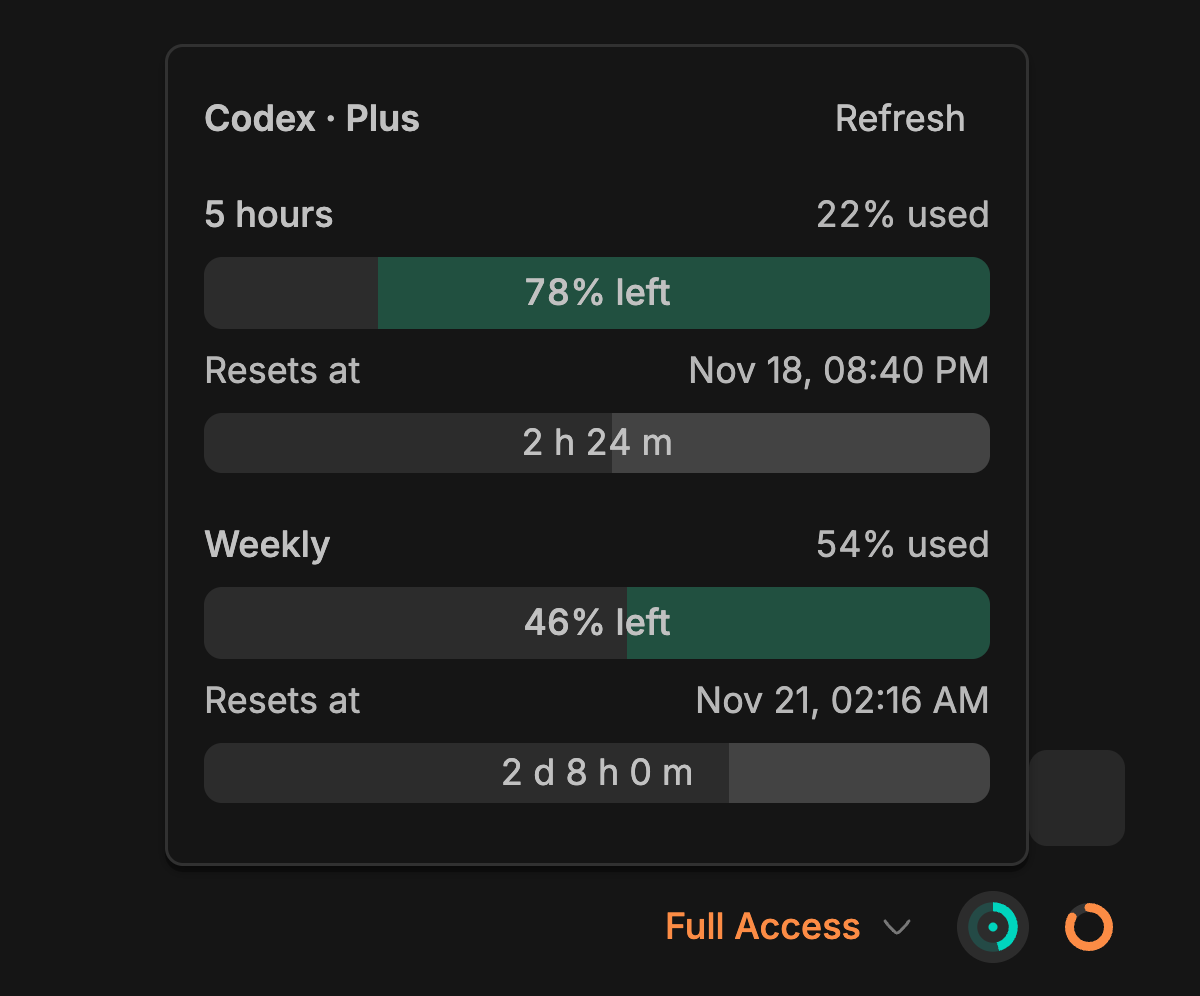 Codex · Plus Refresh
5 hours 22% used
78% left
Resets at Nov 18, 08:40 PM
2 h 24 m
Weekly 54% used
46% left
Resets at Nov 21, 02:16 AM
2 d 8 h 0 m
Full Access